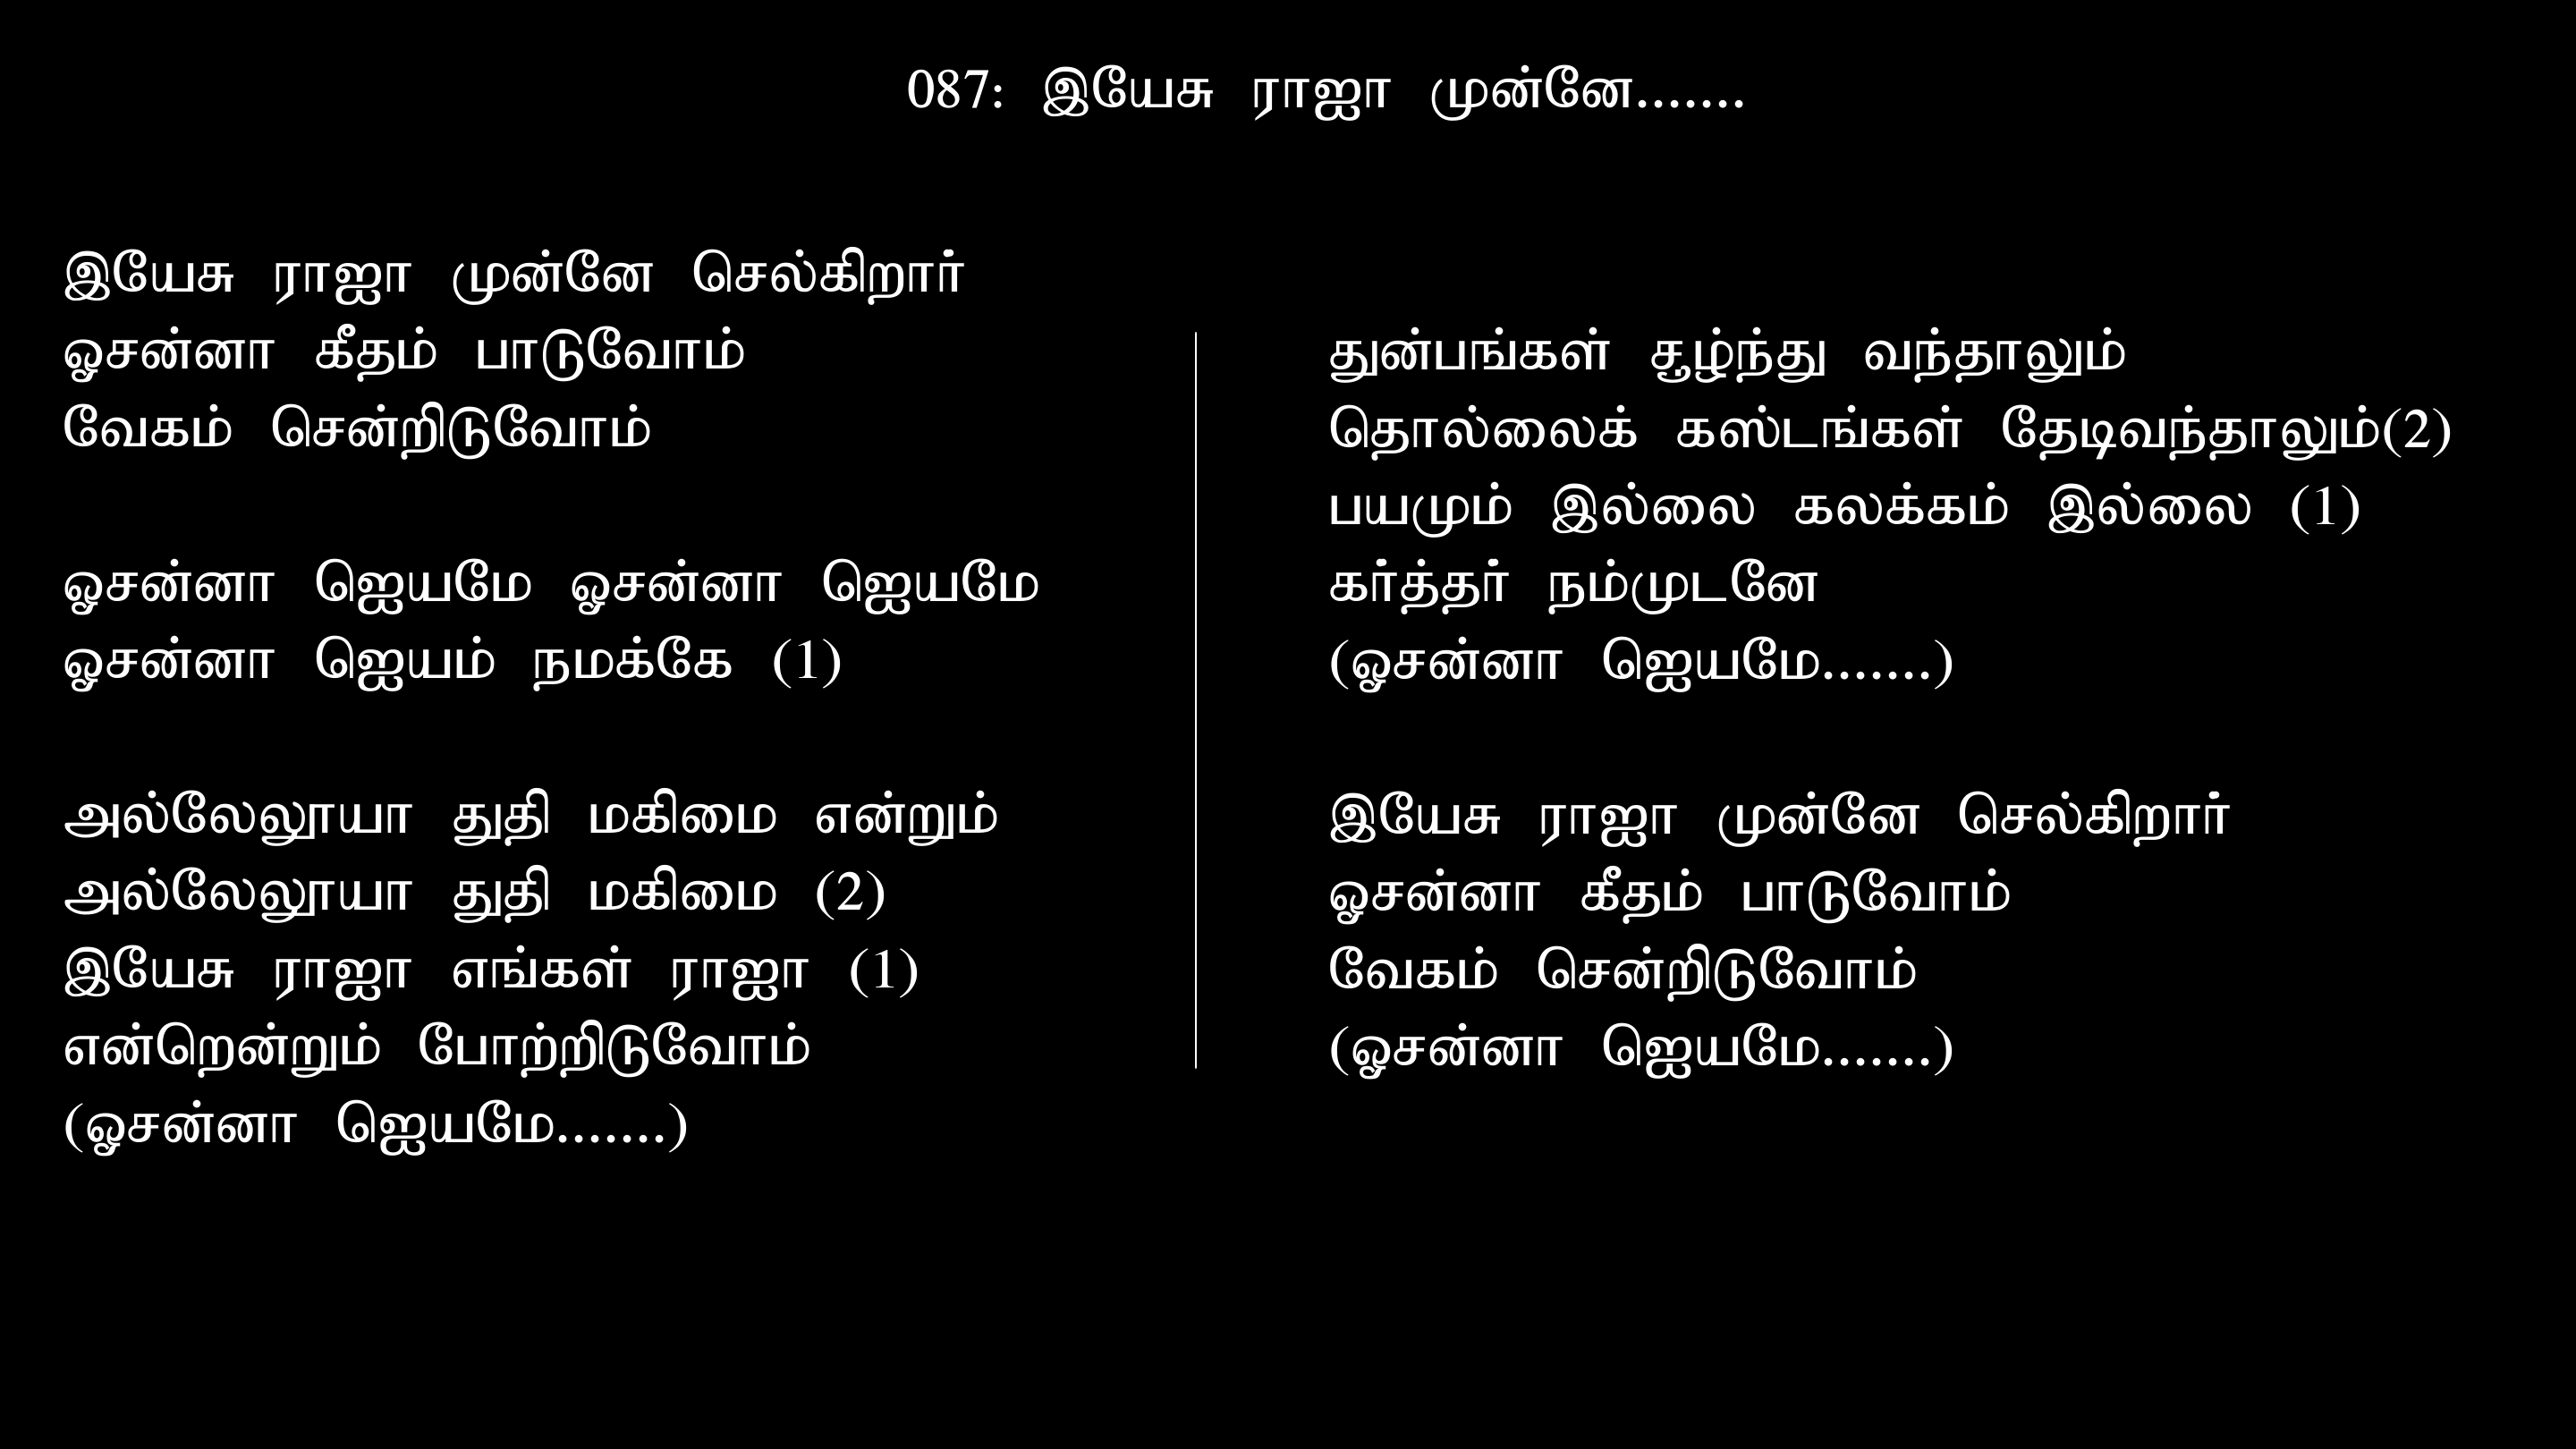 087: இயேசு ராஜா முன்னே.......
இயேசு ராஜா முன்னே செல்கிறார்
ஓசன்னா கீதம் பாடுவோம்
வேகம் சென்றிடுவோம்
ஓசன்னா ஜெயமே ஓசன்னா ஜெயமே
ஓசன்னா ஜெயம் நமக்கே (1)
அல்லேலூயா துதி மகிமை என்றும்
அல்லேலூயா துதி மகிமை (2)
இயேசு ராஜா எங்கள் ராஜா (1)
என்றென்றும் போற்றிடுவோம்
(ஓசன்னா ஜெயமே.......)
துன்பங்கள் சூழ்ந்து வந்தாலும்
தொல்லைக் கஸ்டங்கள் தேடிவந்தாலும்(2)
பயமும் இல்லை கலக்கம் இல்லை (1)
கர்த்தர் நம்முடனே
(ஓசன்னா ஜெயமே.......)
இயேசு ராஜா முன்னே செல்கிறார்
ஓசன்னா கீதம் பாடுவோம்
வேகம் சென்றிடுவோம்
(ஓசன்னா ஜெயமே.......)